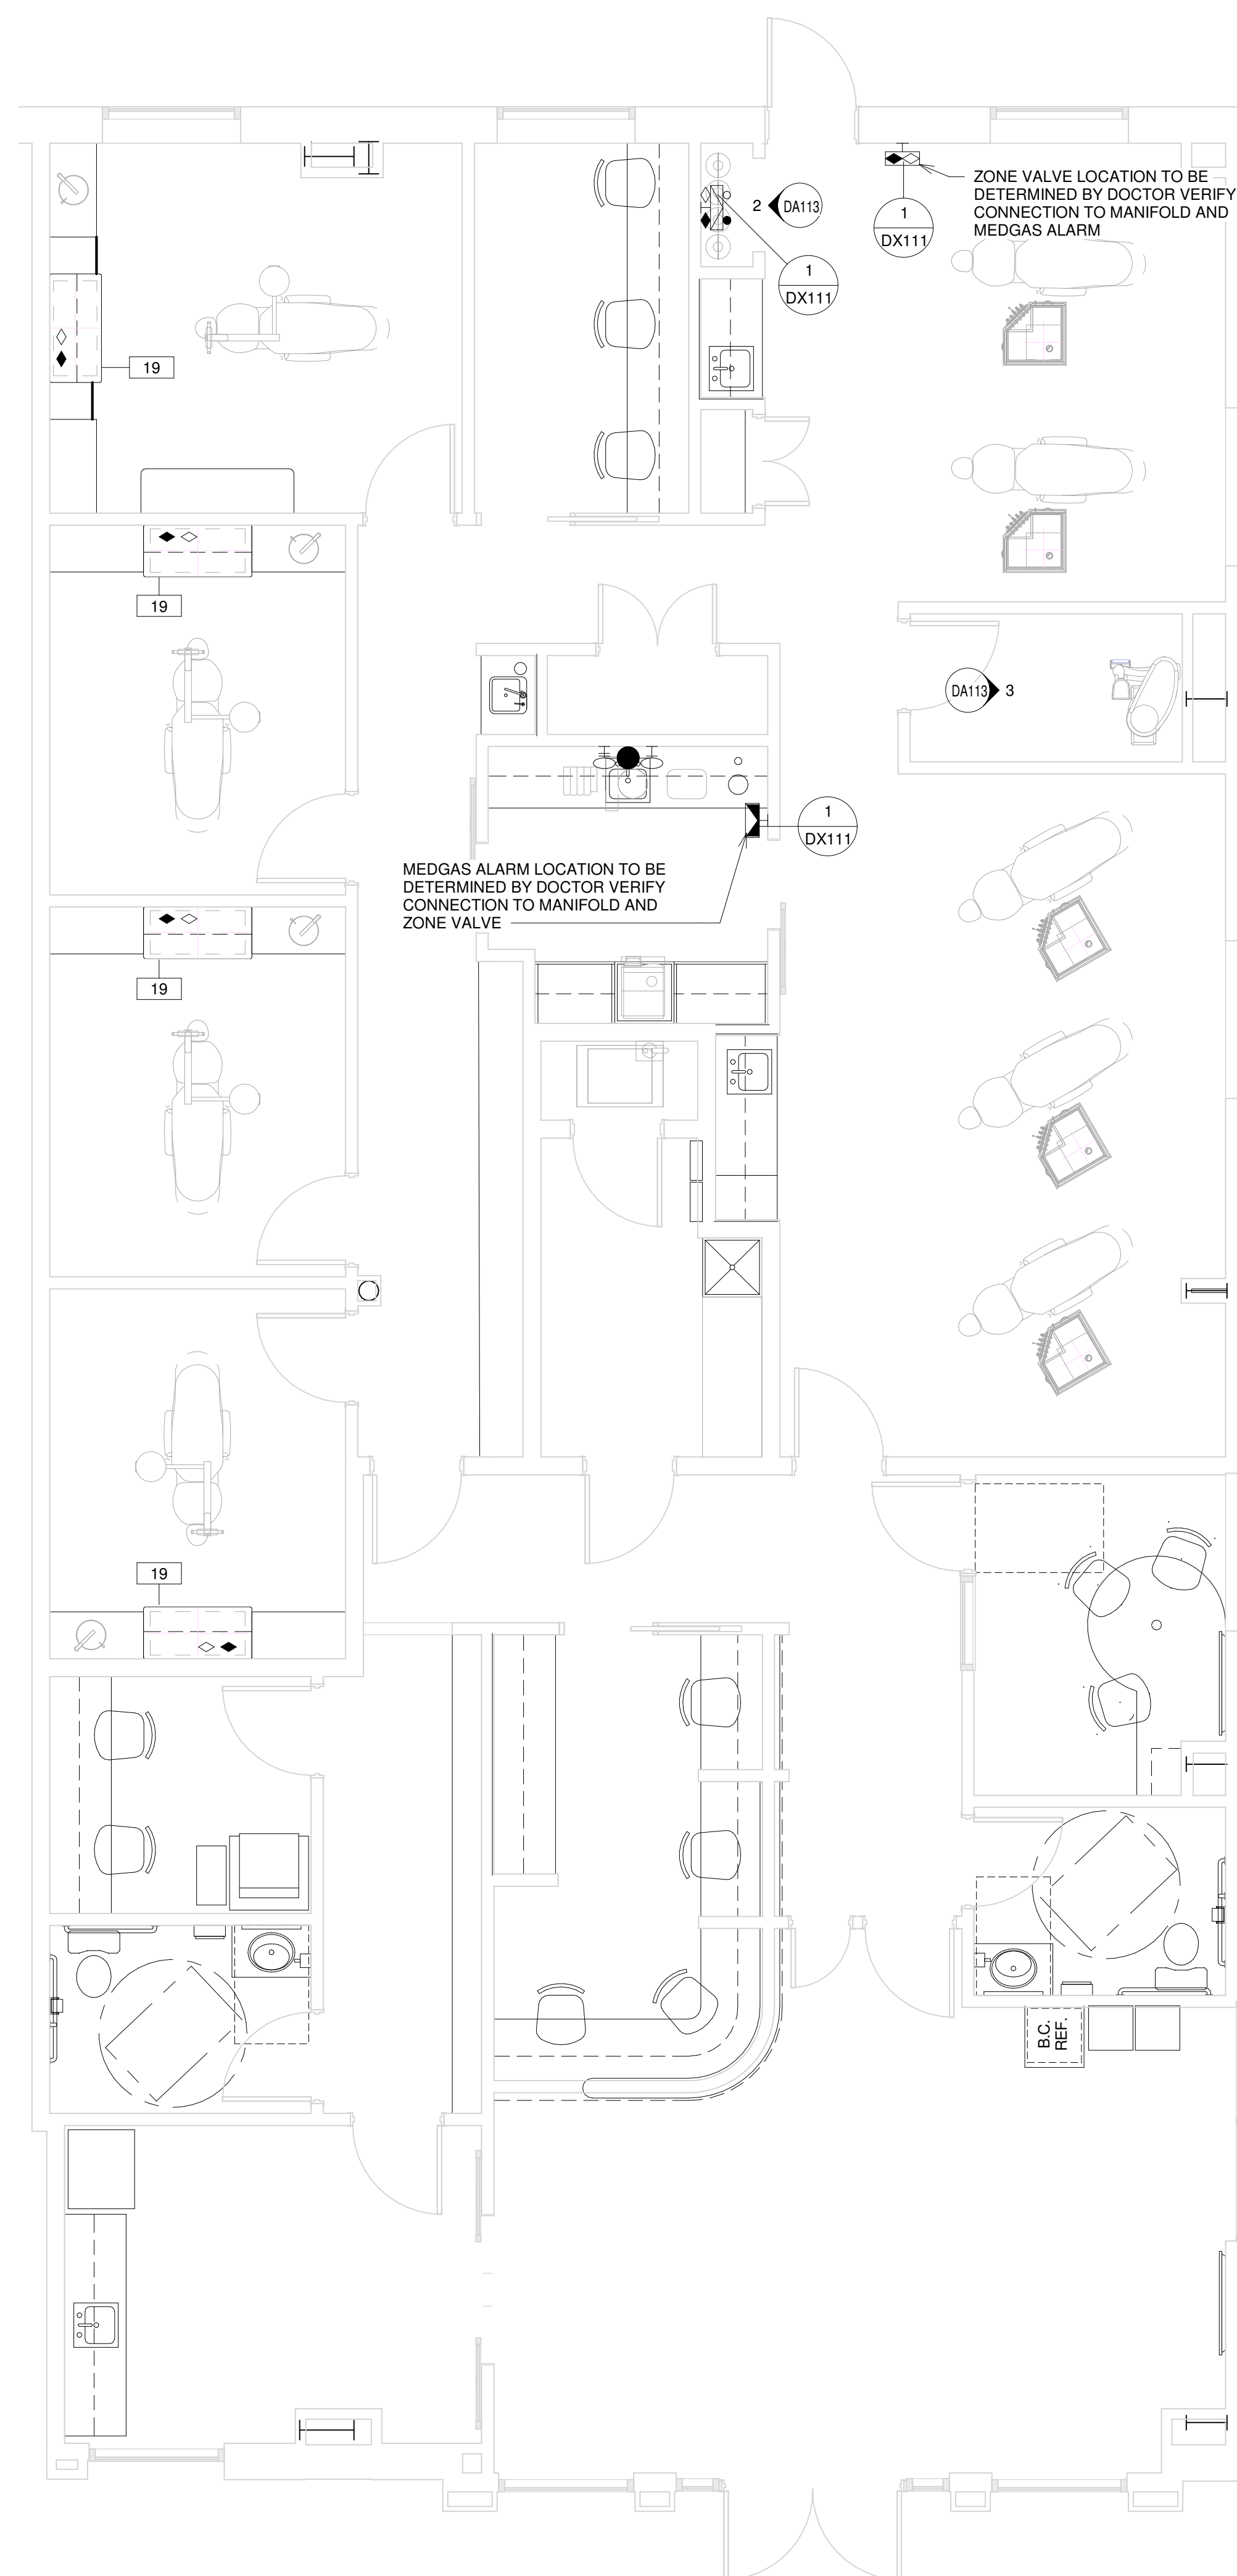 ZONE VALVE LOCATION TO BE
DETERMINED BY DOCTOR VERIFY
CONNECTION TO MANIFOLD AND
MEDGAS ALARM
2
DA113
1
DX111
1
DX111
19
19
DA113
3
1
DX111
MEDGAS ALARM LOCATION TO BE
DETERMINED BY DOCTOR VERIFY
CONNECTION TO MANIFOLD AND
ZONE VALVE
19
19
B.C.
REF.